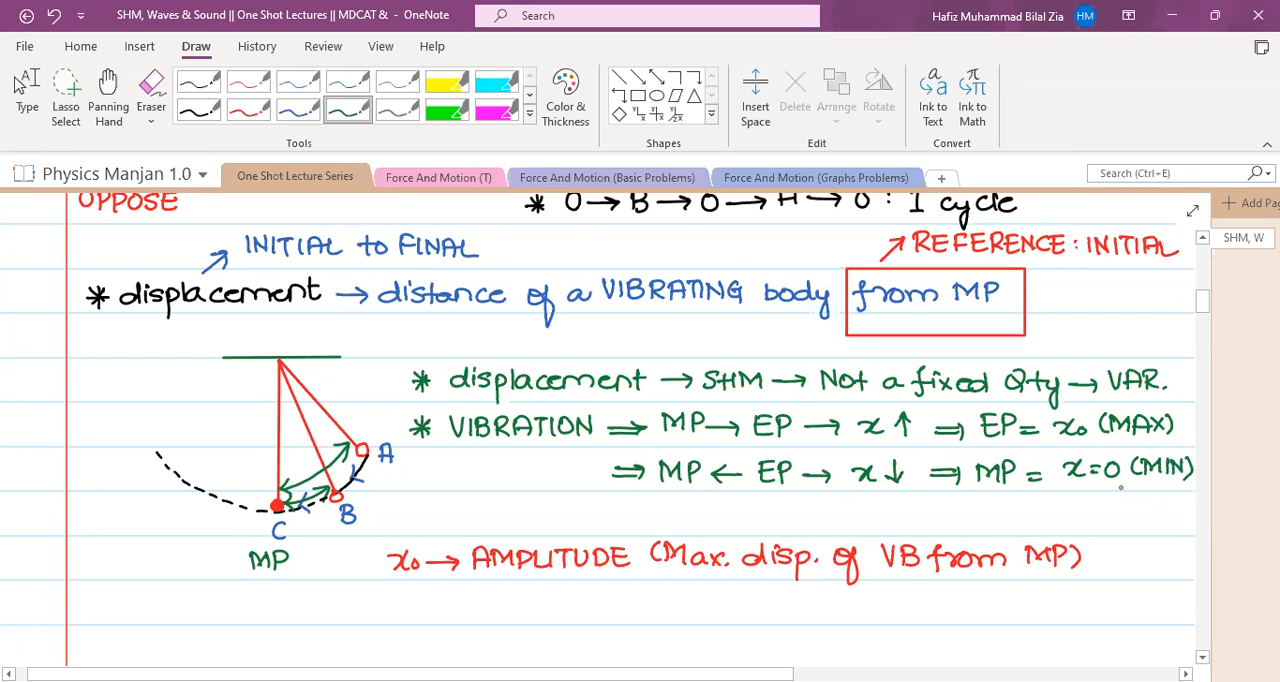 SHM, Waves & Sound || One Shot Lectures || MDCAT & - OneNote
Search
Hafiz Muhammad Bilal Zia HM
File Home Insert Draw History Review View Help
Type Lasso Select Panning Hand Eraser Color & Thickness Insert Space Delete Arrange Rotate Ink to Text Ink to Math
Tools Shapes Edit Convert
Physics Manjan 1.0 One Shot Lecture Series Force And Motion (T) Force And Motion (Basic Problems) Force And Motion (Graphs Problems) + Search (Ctrl+E)
+ Add Pag
SHM, W
OPPOSE
* O → B → O → A → O : 1 cycle
INITIAL to FINAL
REFERENCE: INITIAL
* displacement → distance of a VIBRATING body from MP
* displacement → SHM → Not a fixed Qty → VAR.
* VIBRATION ⇒ MP → EP → x ↑ ⇒ EP = x₀ (MAX)
⇒ MP ← EP → x ↓ ⇒ MP = x=0 (MIN)
A
B
C
MP
x₀ → AMPLITUDE (Max. disp. of VB from MP)